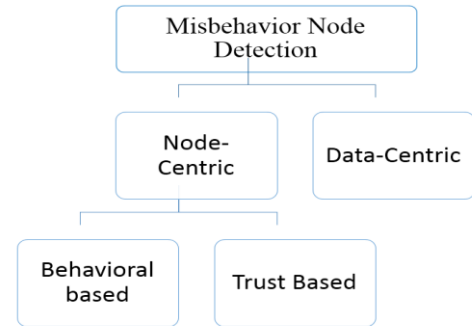 Misbehavior Node
Detection
Node-
Centric
Data-Centric
Behavioral
based
Trust Based